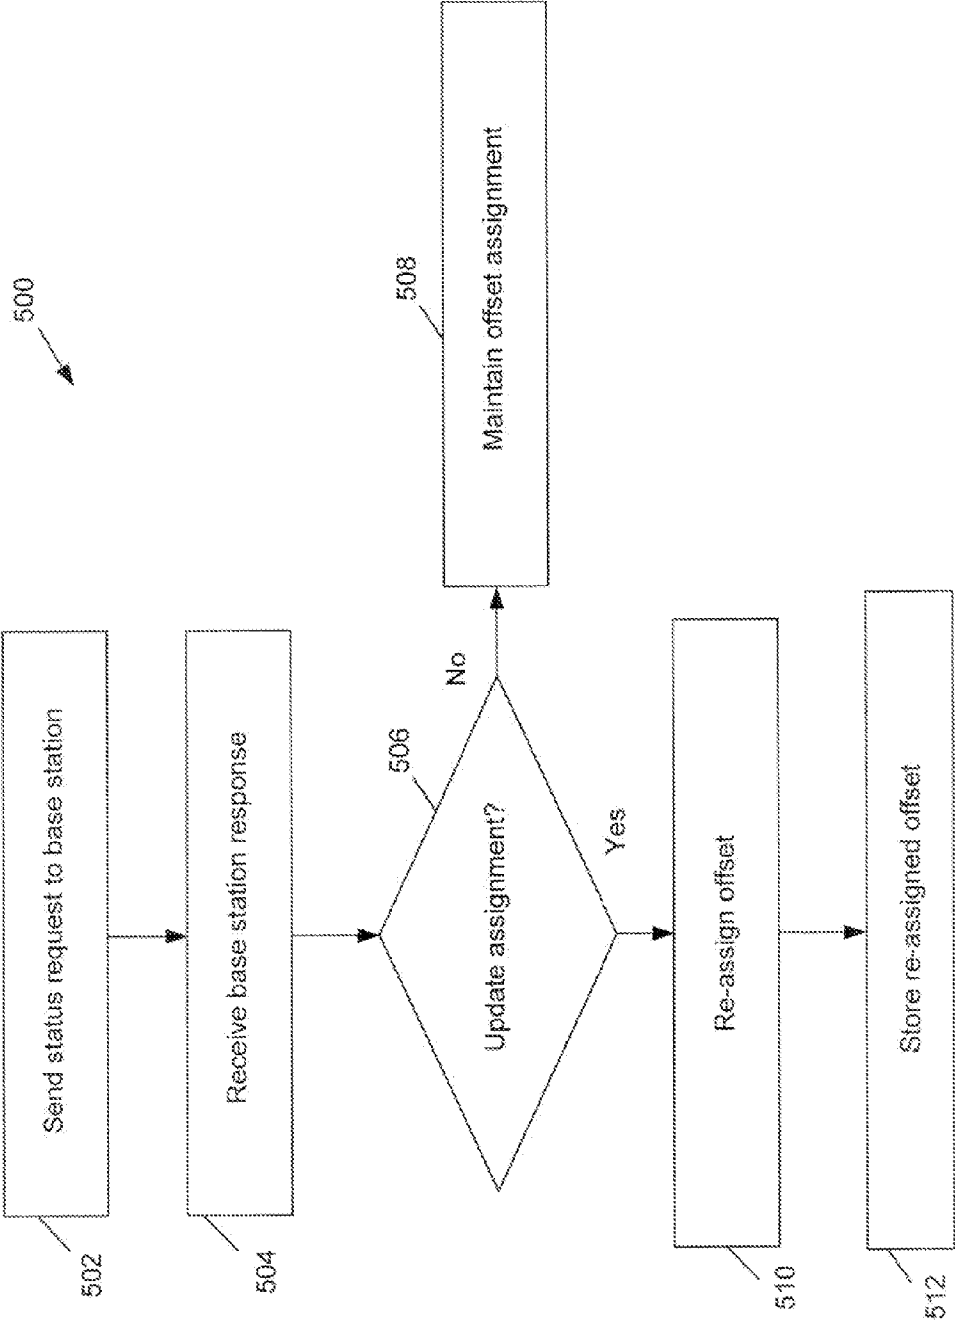 500
502
Send status request to base station
504
Receive base station response
506
Update assignment?
No
508
Maintain offset assignment
Yes
510
Re-assign offset
512
Store re-assigned offset